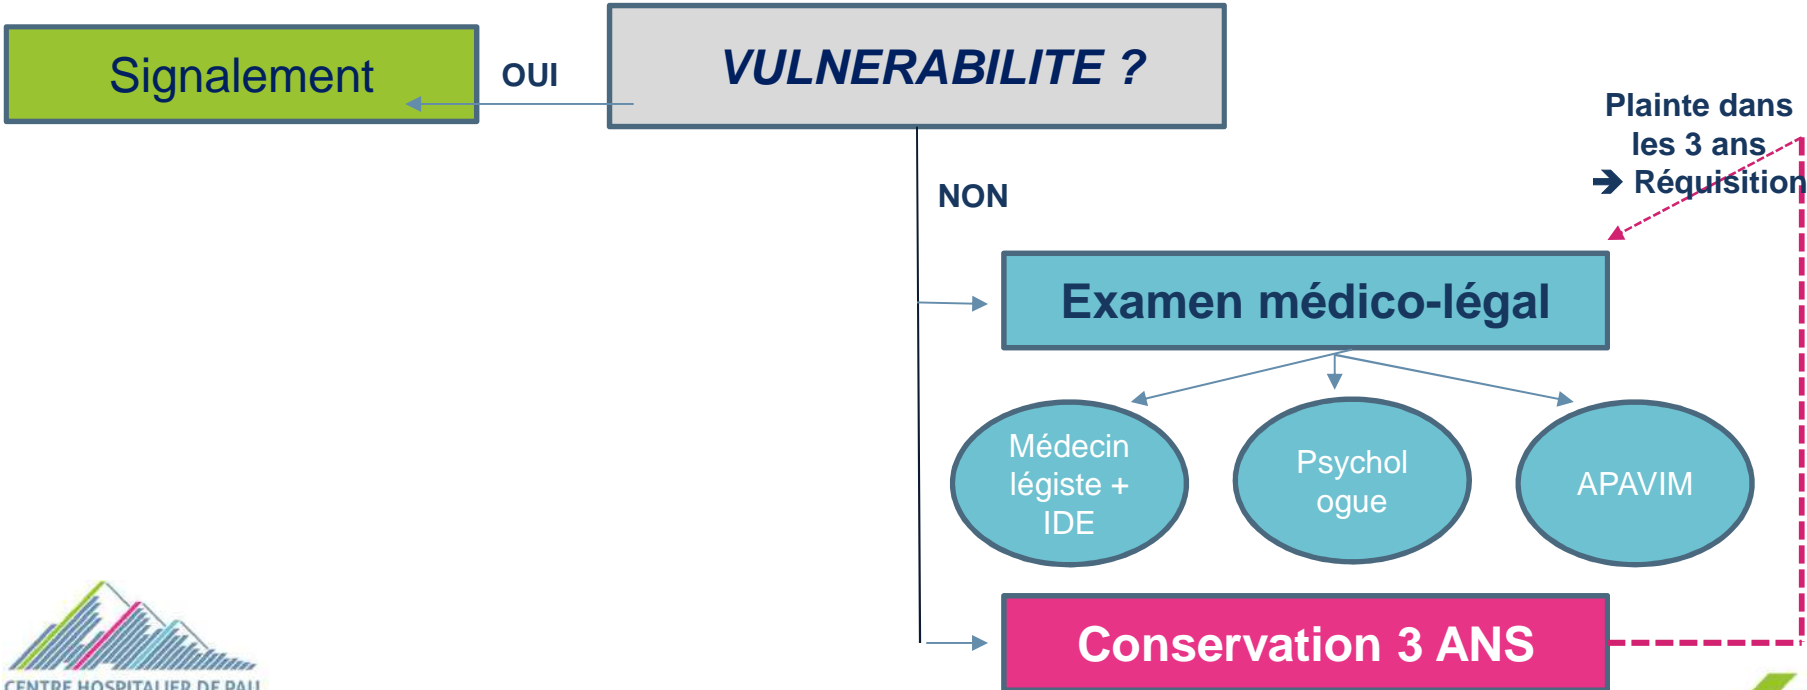 Signalement
OUI
VULNERABILITE ?
Plainte dans
les 3 ans
➔ Réquisition
NON
Examen médico-légal
Médecin
légiste +
IDE
Psychol
ogue
APAVIM
Conservation 3 ANS
CENTRE HOSPITALIER DE PAU